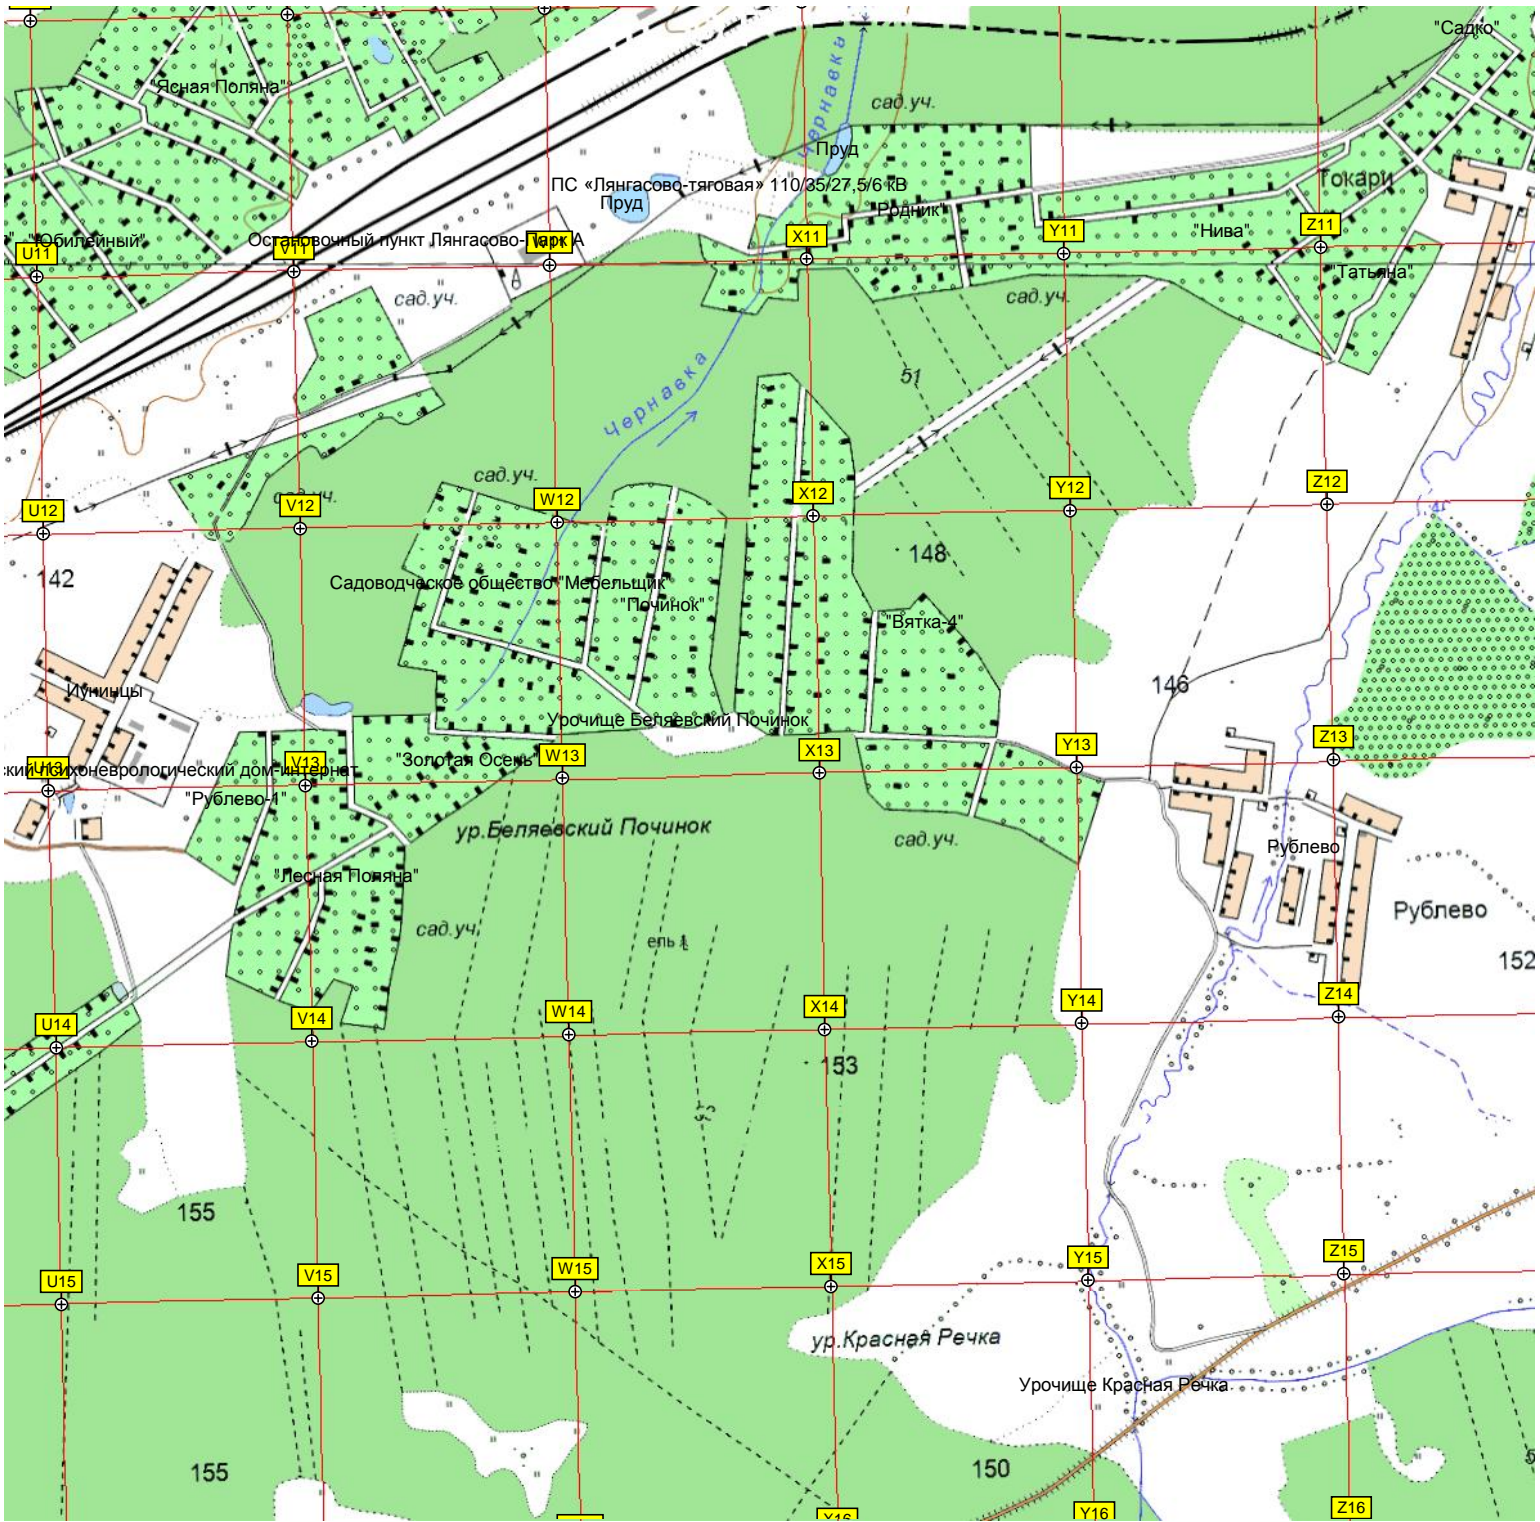 "Садко"
"Ясная Поляна"
Чернавка
сад.уч.
Пруд
ПС «Лянгасово-тяговая» 110/35/27,5/6 кВ
Токари
Пруд
"Родник"
"Нива"
"Юбилейный"
Остановочный пункт Лянгасово-Парк А
U11
V11
W11
X11
Y11
Z11
"Татьяна"
сад.уч.
сад.уч.
Чернавка
51
сад.уч.
сад.уч.
U12
V12
W12
X12
Y12
Z12
142
148
Садоводческое общество "Мебельщик"
"Починок"
"Вятка-4"
146
Иунинцы
Урочище Беляевский Починок
"Золотая Осень"
U13
V13
W13
X13
Y13
Z13
ский психоневрологический дом-интернат
"Рублево-1"
ур.Беляевский Починок
сад.уч.
Рублево
"Лесная Поляна"
Рублево
сад.уч.
ель
152
U14
V14
W14
X14
Y14
Z14
153
155
U15
V15
W15
X15
Y15
Z15
ур.Красная Речка
Урочище Красная Речка
155
150
X16
Y16
Z16